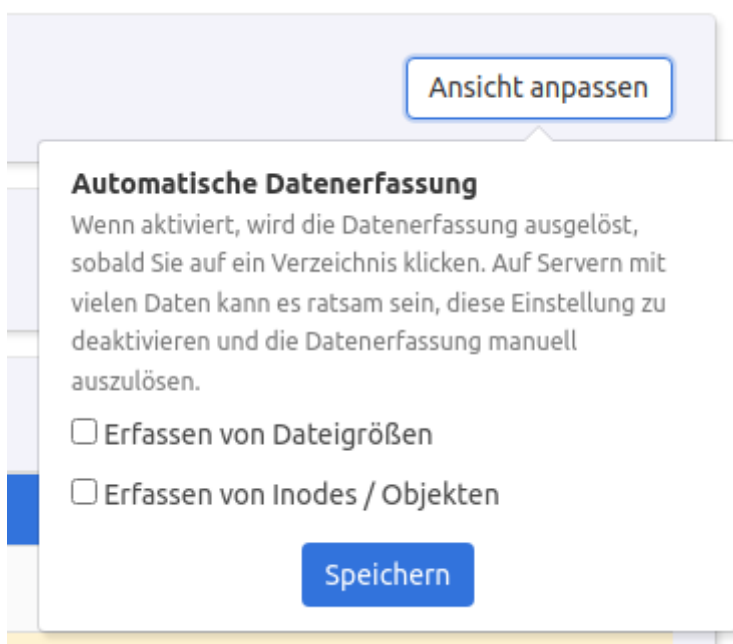 Ansicht anpassen
Automatische Datenerfassung
Wenn aktiviert, wird die Datenerfassung ausgelöst,
sobald Sie auf ein Verzeichnis klicken. Auf Servern mit
vielen Daten kann es ratsam sein, diese Einstellung zu
deaktivieren und die Datenerfassung manuell
auszulösen.
Erfassen von Dateigrößen
Erfassen von Inodes / Objekten
Speichern